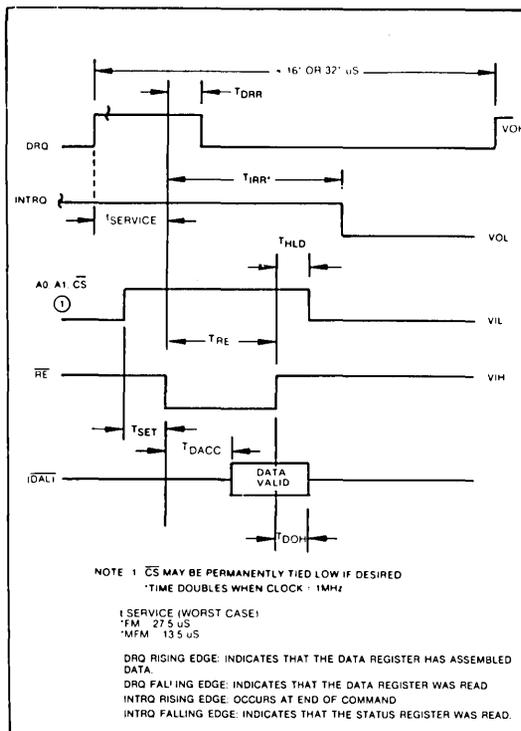 * 16* OR 32* uS
TDRR
DRQ
VOH
TIRR*
INTRQ
tSERVICE
VOL
THLD
A0. A1. CS
1
VIL
TRE
RE
VIH
TSET
TDACC
(DAL)
DATA
VALID
TDOH
NOTE 1 CS MAY BE PERMANENTLY TIED LOW IF DESIRED
*TIME DOUBLES WHEN CLOCK : 1MHz
t SERVICE (WORST CASE)
*FM 27 5 uS
*MFM 13 5 uS
DRQ RISING EDGE: INDICATES THAT THE DATA REGISTER HAS ASSEMBLED
DATA.
DRQ FALLING EDGE: INDICATES THAT THE DATA REGISTER WAS READ
INTRQ RISING EDGE: OCCURS AT END OF COMMAND
INTRQ FALLING EDGE: INDICATES THAT THE STATUS REGISTER WAS READ.